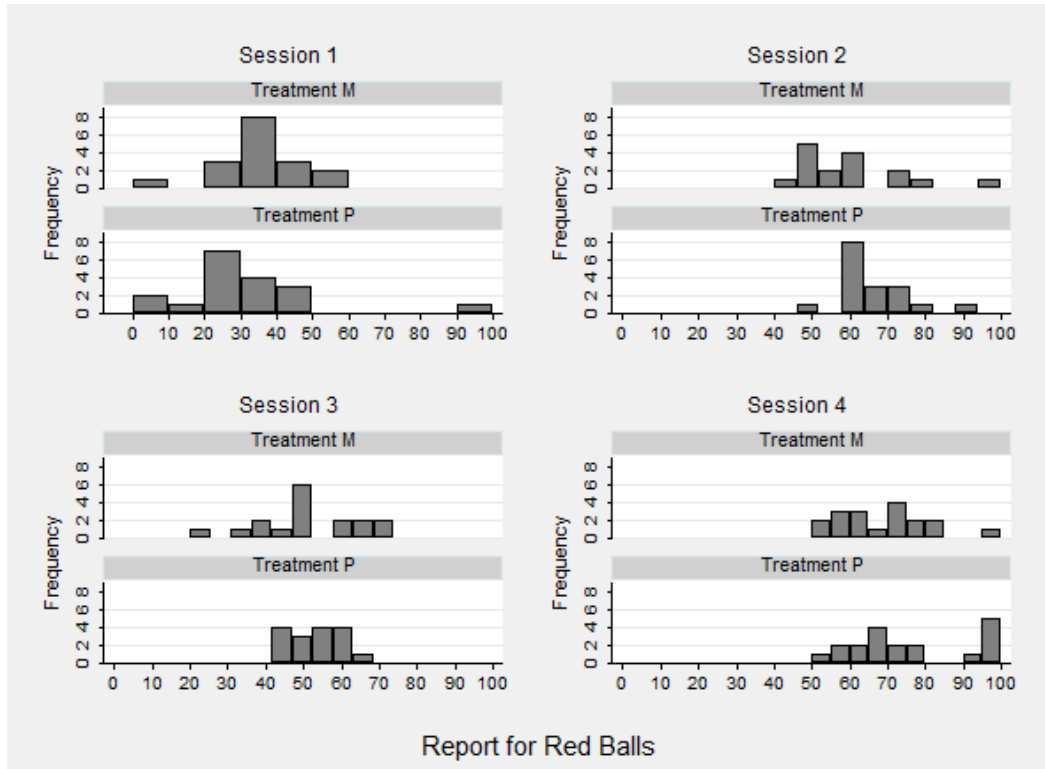 Session 1
Treatment M
Frequency
0 2 4 6 8
Treatment P
0 2 4 6 8
0 10 20 30 40 50 60 70 80 90 100
Session 2
Treatment M
Frequency
0 2 4 6 8
Treatment P
0 2 4 6 8
0 10 20 30 40 50 60 70 80 90 100
Session 3
Treatment M
Frequency
0 2 4 6 8
Treatment P
0 2 4 6 8
0 10 20 30 40 50 60 70 80 90 100
Session 4
Treatment M
Frequency
0 2 4 6 8
Treatment P
0 2 4 6 8
0 10 20 30 40 50 60 70 80 90 100
Report for Red Balls